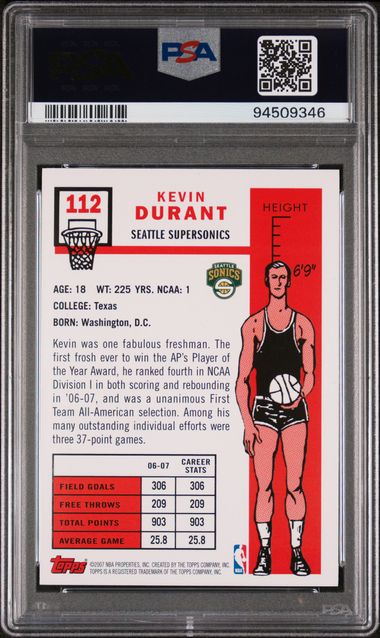 PSA
94509346
112
KEVIN
DURANT
SEATTLE SUPERSONICS
HEIGHT
6'9"
SEATTLE
SONICS
AGE: 18 WT: 225 YRS. NCAA: 1
COLLEGE: Texas
BORN: Washington, D.C.
Kevin was one fabulous freshman. The
first frosh ever to win the AP's Player of
the Year Award, he ranked fourth in NCAA
Division I in both scoring and rebounding
in '06-07, and was a unanimous First
Team All-American selection. Among his
many outstanding individual efforts were
three 37-point games.
06-07 CAREER STATS
FIELD GOALS 306 306
FREE THROWS 209 209
TOTAL POINTS 903 903
AVERAGE GAME 25.8 25.8
Topps
©2007 NBA PROPERTIES, INC. CREATED BY THE TOPPS COMPANY, INC.
TOPPS IS A REGISTERED TRADEMARK OF THE TOPPS COMPANY, INC.
NBA
PSA